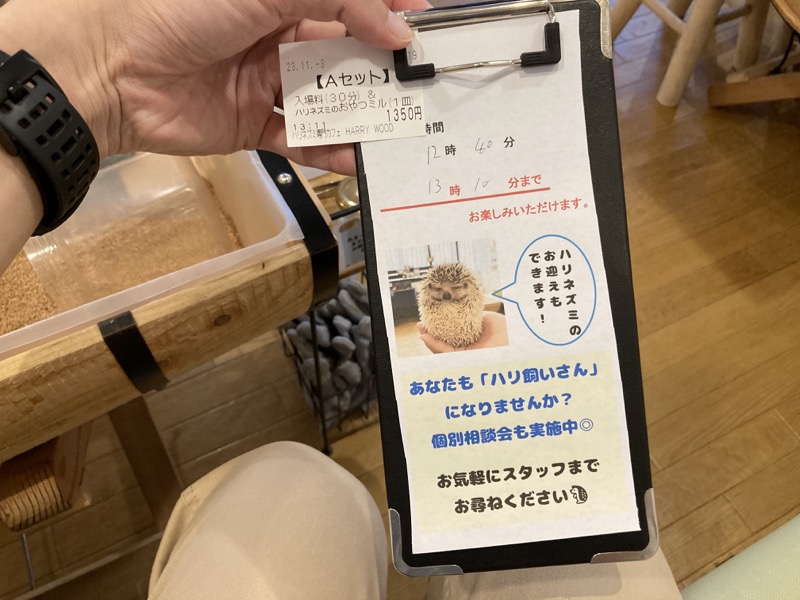 23.11.-3
【Aセット】
入場料(30分) &
ハリネズミのおやつミル(1皿)
1350円
13:11
ハリネズミ専門カフェ HARRY WOOD
時間
12時 40分
13時 10分まで
お楽しみいただけます。
ハリネズミの
お迎えも
できます!
あなたも「ハリ飼いさん」
になりませんか?
個別相談会も実施中◎
お気軽にスタッフまで
お尋ねください